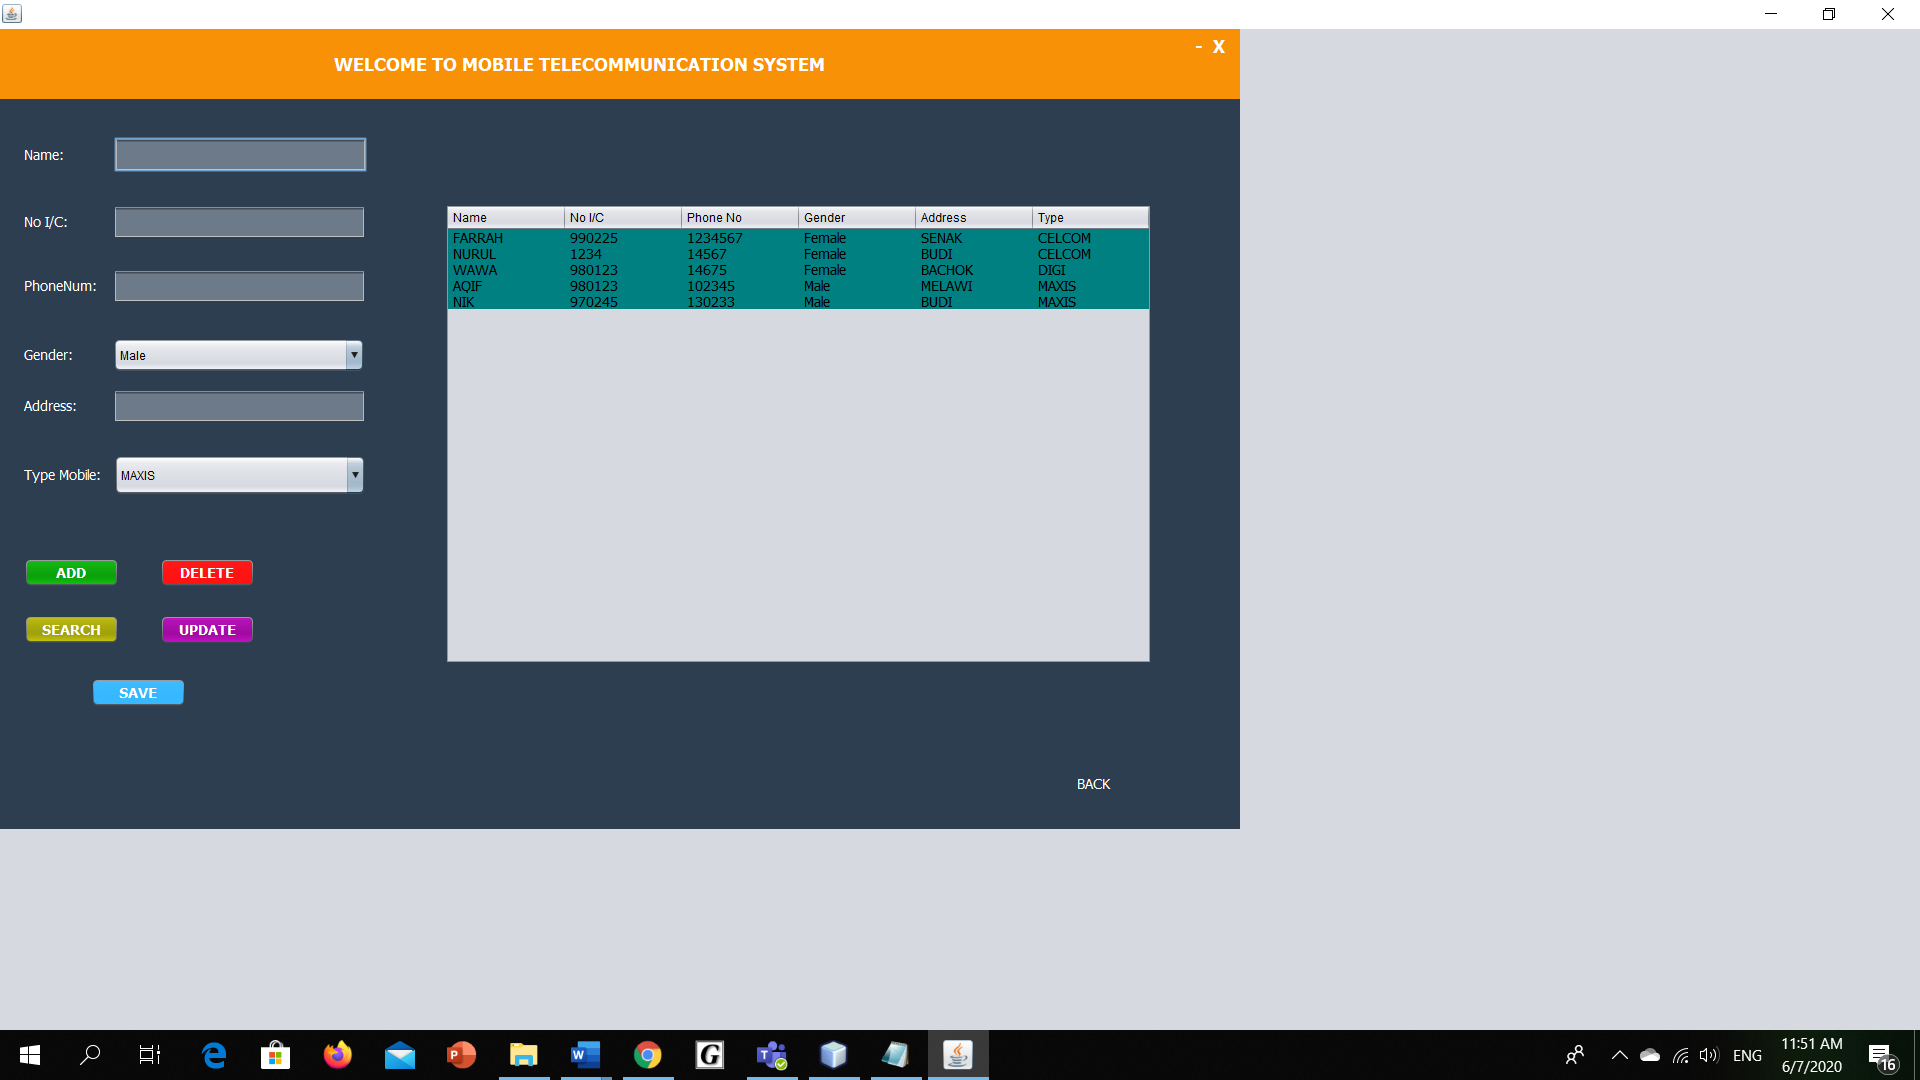 - X
WELCOME TO MOBILE TELECOMMUNICATION SYSTEM
Name:
No I/C:
PhoneNum:
Gender: Male
Address:
Type Mobile: MAXIS
ADD DELETE
SEARCH UPDATE
SAVE
Name No I/C Phone No Gender Address Type
FARRAH 990225 1234567 Female SENAK CELCOM
NURUL 1234 14567 Female BUDI CELCOM
WAWA 980123 14675 Female BACHOK DIGI
AQIF 980123 102345 Male MELAWI MAXIS
NIK 970245 130233 Male BUDI MAXIS
BACK
P W G T ENG 11:51 AM
6/7/2020 16